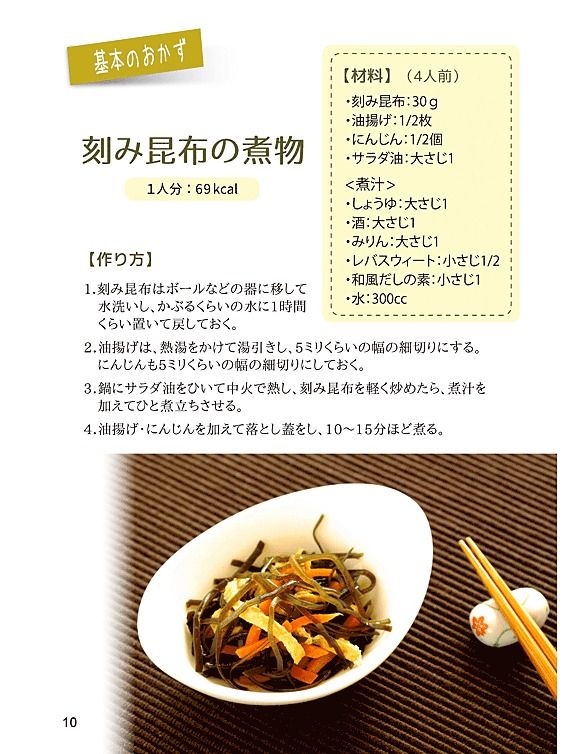 基本のおかず
刻み昆布の煮物
1人分：69kcal
【材料】（4人前）
・刻み昆布：30g
・油揚げ：1/2枚
・にんじん：1/2個
・サラダ油：大さじ1
<煮汁>
・しょうゆ：大さじ1
・酒：大さじ1
・みりん：大さじ1
・レバスウィート：小さじ1/2
・和風だしの素：小さじ1
・水：300cc
【作り方】
1.刻み昆布はボールなどの器に移して
水洗いし、かぶるくらいの水に1時間
くらい置いて戻しておく。
2.油揚げは、熱湯をかけて湯引きし、5ミリくらいの幅の細切りにする。
にんじんも5ミリくらいの幅の細切りにしておく。
3.鍋にサラダ油をひいて中火で熱し、刻み昆布を軽く炒めたら、煮汁を
加えてひと煮立ちさせる。
4.油揚げ・にんじんを加えて落とし蓋をし、10～15分ほど煮る。
10